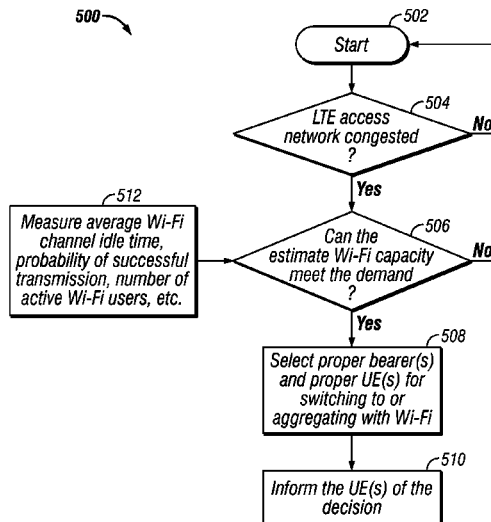 500
502
Start
504
LTE access
network congested
?
No
Yes
512
Measure average Wi-Fi
channel idle time,
probability of successful
transmission, number of
active Wi-Fi users, etc.
506
Can the
estimate Wi-Fi capacity
meet the demand
?
No
Yes
508
Select proper bearer(s)
and proper UE(s) for
switching to or
aggregating with Wi-Fi
510
Inform the UE(s) of the
decision